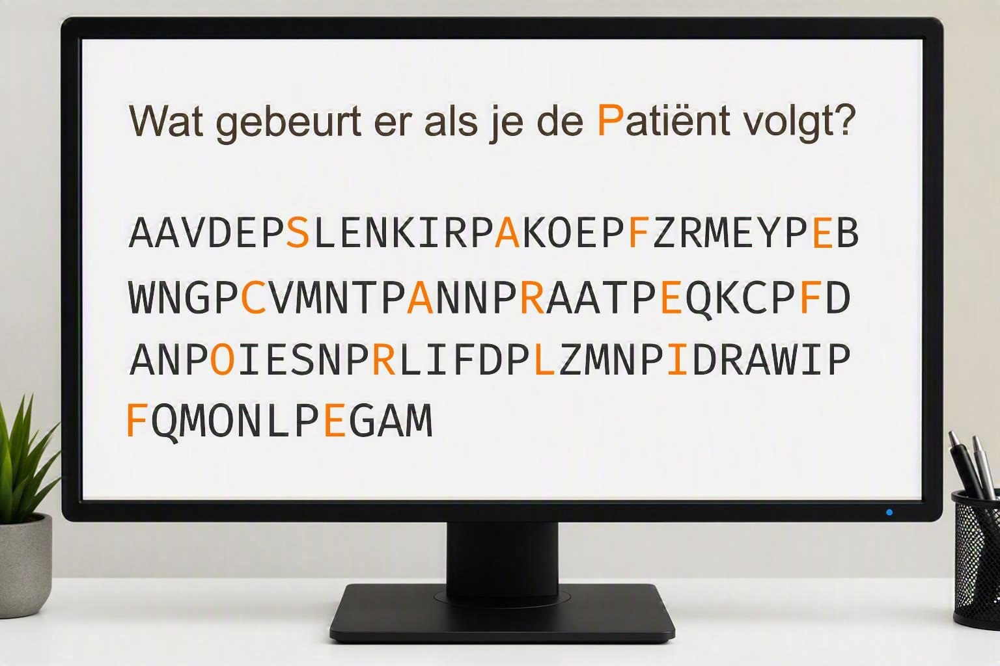 Wat gebeurt er als je de Patiënt volgt?
AAVDEPSLENKIRPAKOEPFZRMEYPEB
WNGPCVMNTPANNPRAATPEQKCPFD
ANPOIESNPRLIFDPLZMNPIDRAWIP
FQMONLPEGAM